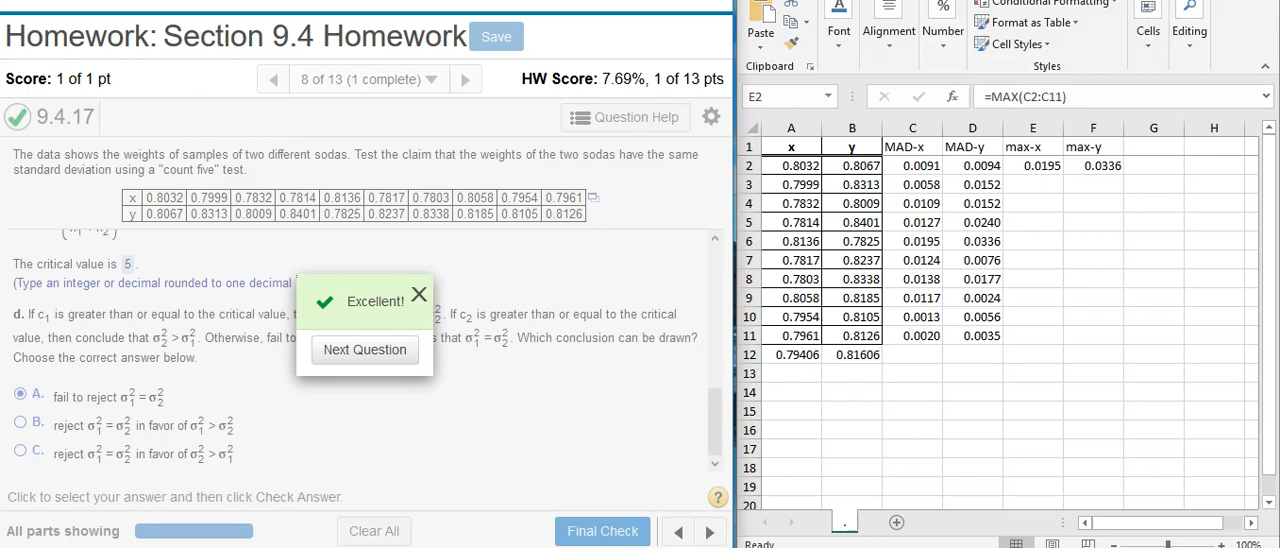 Homework: Section 9.4 Homework Save
Score: 1 of 1 pt 8 of 13 (1 complete) HW Score: 7.69%, 1 of 13 pts
9.4.17 Question Help
The data shows the weights of samples of two different sodas. Test the claim that the weights of the two sodas have the same
standard deviation using a "count five" test.
x 0.8032 0.7999 0.7832 0.7814 0.8136 0.7817 0.7803 0.8058 0.7954 0.7961
y 0.8067 0.8313 0.8009 0.8401 0.7825 0.8237 0.8338 0.8185 0.8105 0.8126
The critical value is 5.
(Type an integer or decimal rounded to one decimal
d. If c1 is greater than or equal to the critical value, . If c2 is greater than or equal to the critical
value, then conclude that σ₂² > σ₁². Otherwise, fail to s that σ₁² = σ₂². Which conclusion can be drawn?
Choose the correct answer below.
A. fail to reject σ₁² = σ₂²
B. reject σ₁² = σ₂² in favor of σ₁² > σ₂²
C. reject σ₁² = σ₂² in favor of σ₂² > σ₁²
Excellent!
Next Question
Click to select your answer and then click Check Answer. ?
All parts showing Clear All Final Check
Conditional Formatting
Paste Font Alignment Number Format as Table Cells Editing
Cell Styles
Clipboard Styles
E2 fx =MAX(C2:C11)
A B C D E F G H
1 x y MAD-x MAD-y max-x max-y
2 0.8032 0.8067 0.0091 0.0094 0.0195 0.0336
3 0.7999 0.8313 0.0058 0.0152
4 0.7832 0.8009 0.0109 0.0152
5 0.7814 0.8401 0.0127 0.0240
6 0.8136 0.7825 0.0195 0.0336
7 0.7817 0.8237 0.0124 0.0076
8 0.7803 0.8338 0.0138 0.0177
9 0.8058 0.8185 0.0117 0.0024
10 0.7954 0.8105 0.0013 0.0056
11 0.7961 0.8126 0.0020 0.0035
12 0.79406 0.81606
13
14
15
16
17
18
19
20
.
Ready 100%